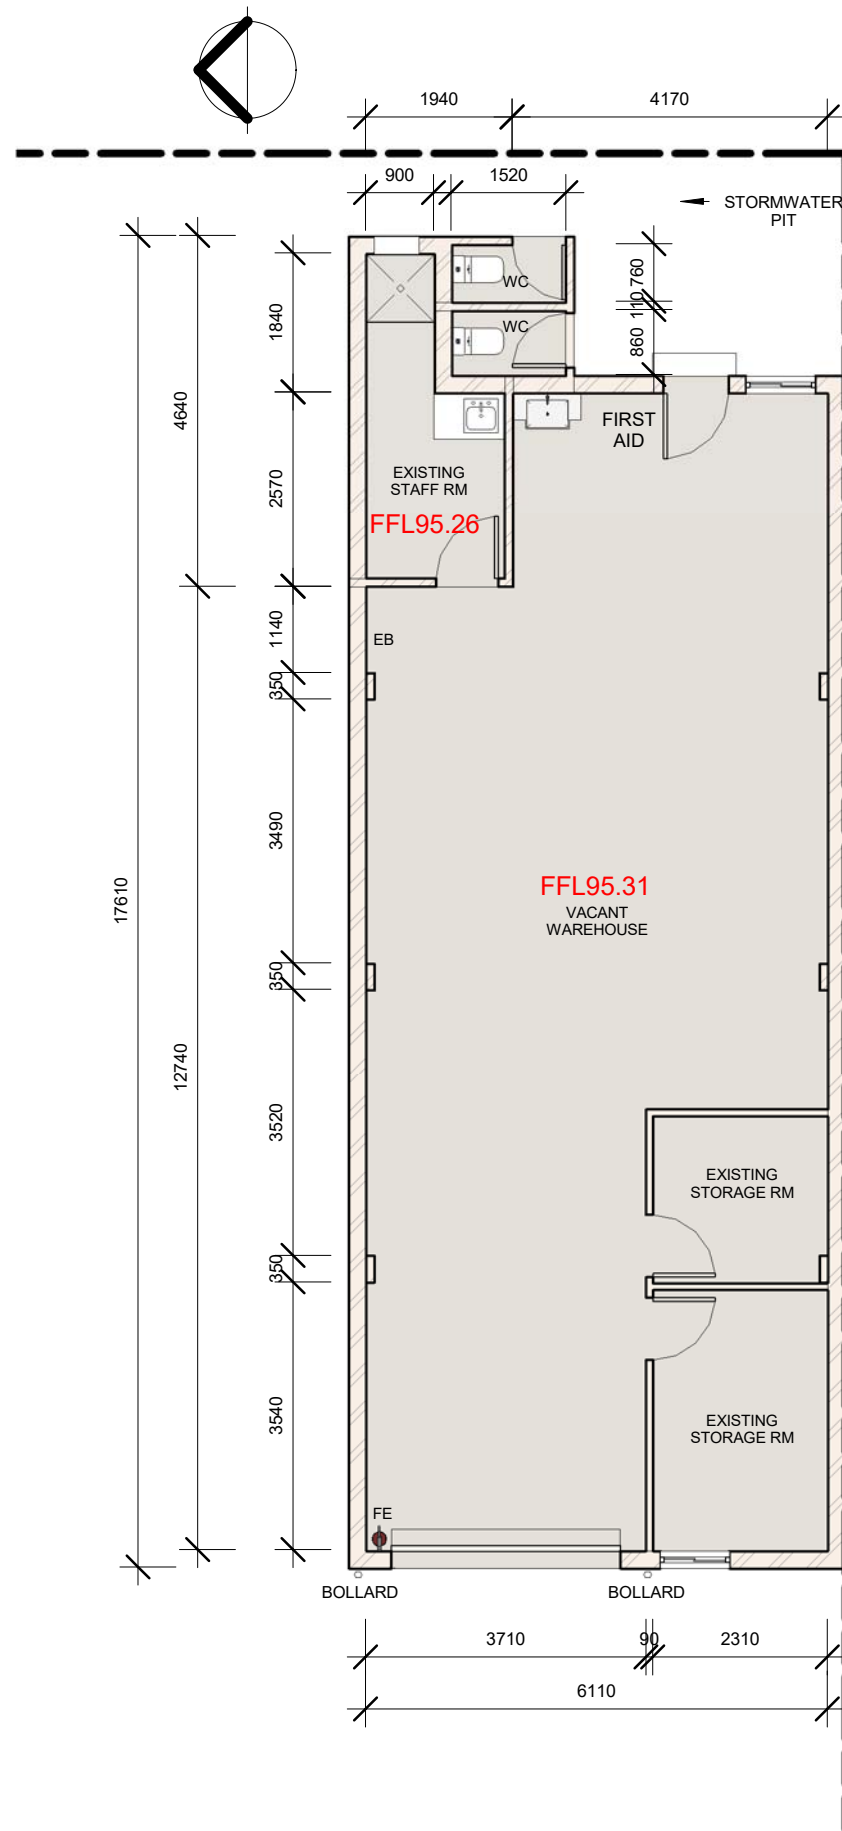 1940
4170
900
1520
STORMWATER
PIT
760
110
860
1840
4640
2570
WC
WC
FIRST
AID
EXISTING
STAFF RM
FFL95.26
1140
EB
350
3490
17610
FFL95.31
VACANT
WAREHOUSE
350
12740
3520
EXISTING
STORAGE RM
350
3540
EXISTING
STORAGE RM
FE
BOLLARD
BOLLARD
3710
90
2310
6110